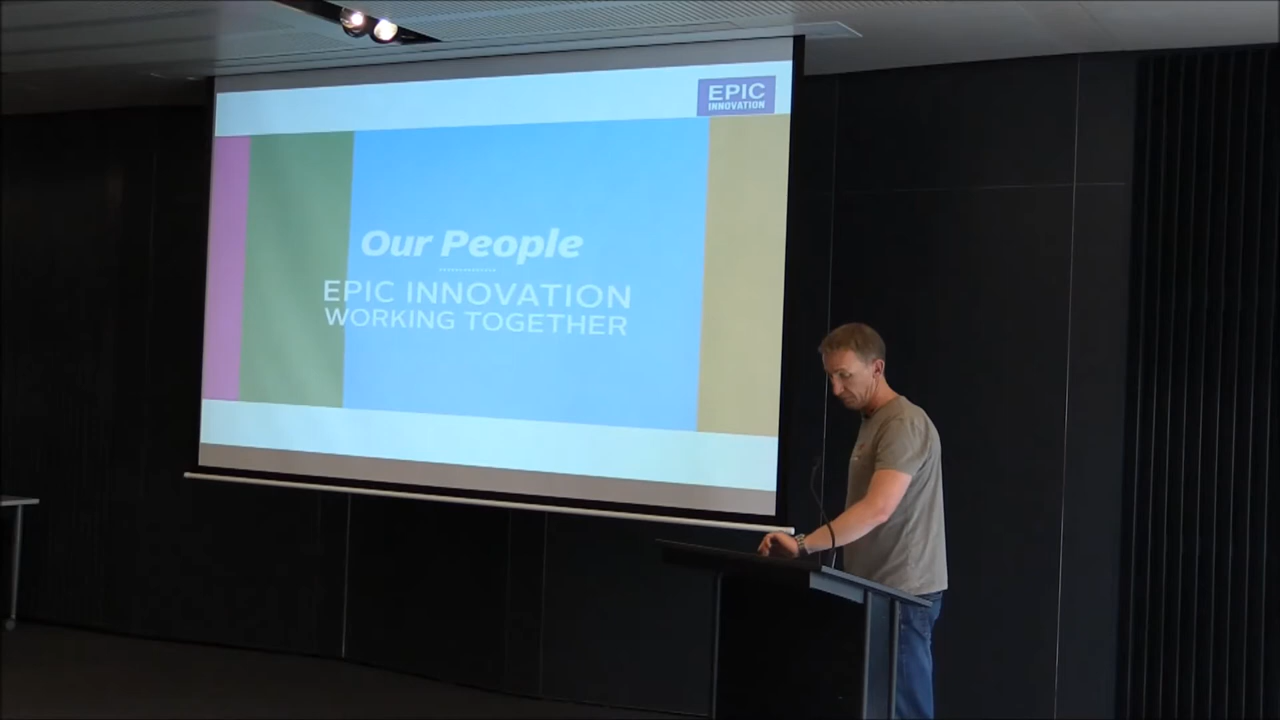 EPIC
INNOVATION
Our People
EPIC INNOVATION
WORKING TOGETHER